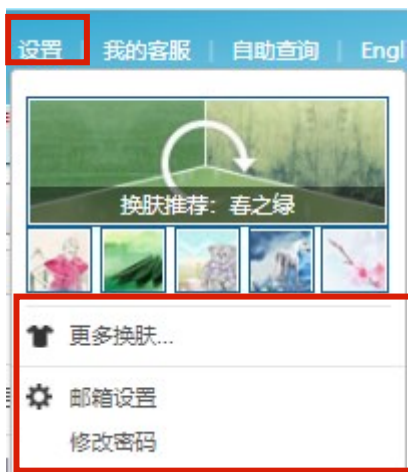 设置 | 我的客服 | 自助查询 | Engl
换肤推荐：春之绿
更多换肤...
邮箱设置
修改密码